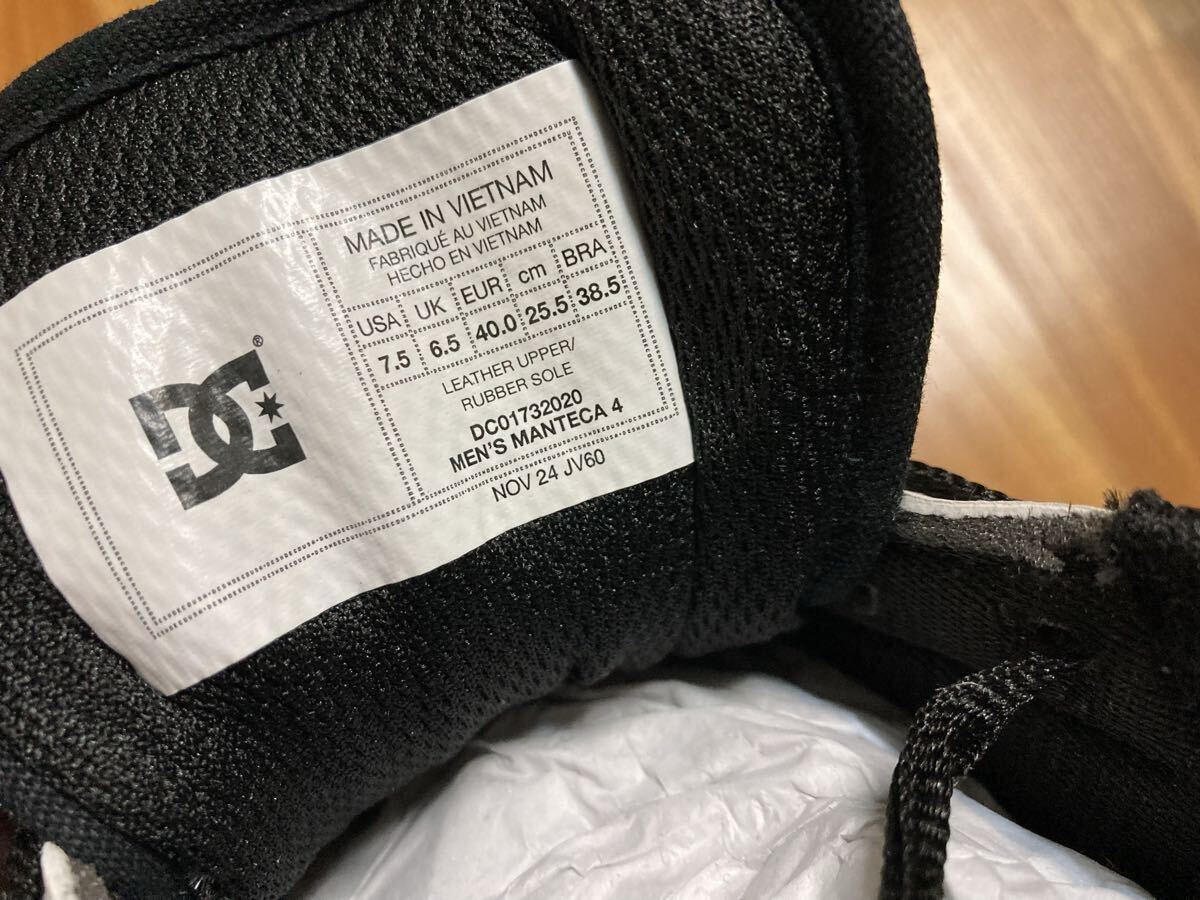 DC
®
MADE IN VIETNAM
FABRIQUÉ AU VIETNAM
HECHO EN VIETNAM
USA UK EUR cm BRA
7.5 6.5 40.0 25.5 38.5
LEATHER UPPER/
RUBBER SOLE
DC01732020
MEN'S MANTECA 4
NOV 24 JV60